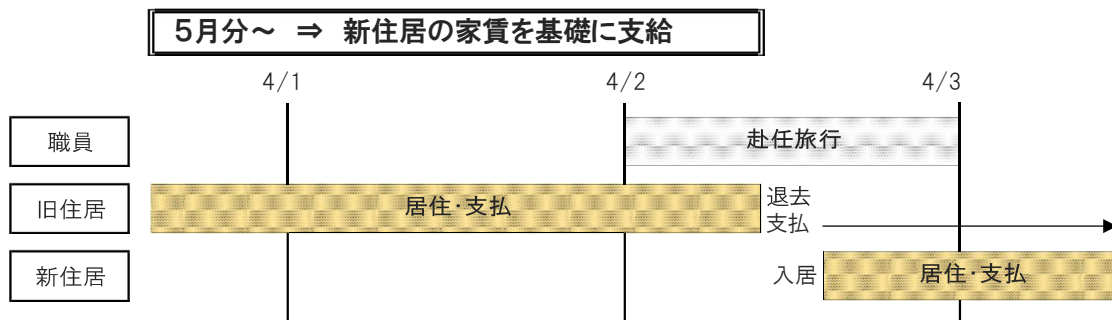 5月分～ ⇒ 新住居の家賃を基礎に支給
4/1 4/2 4/3
職員 赴任旅行
旧住居 居住・支払 退去
支払
新住居 入居 居住・支払